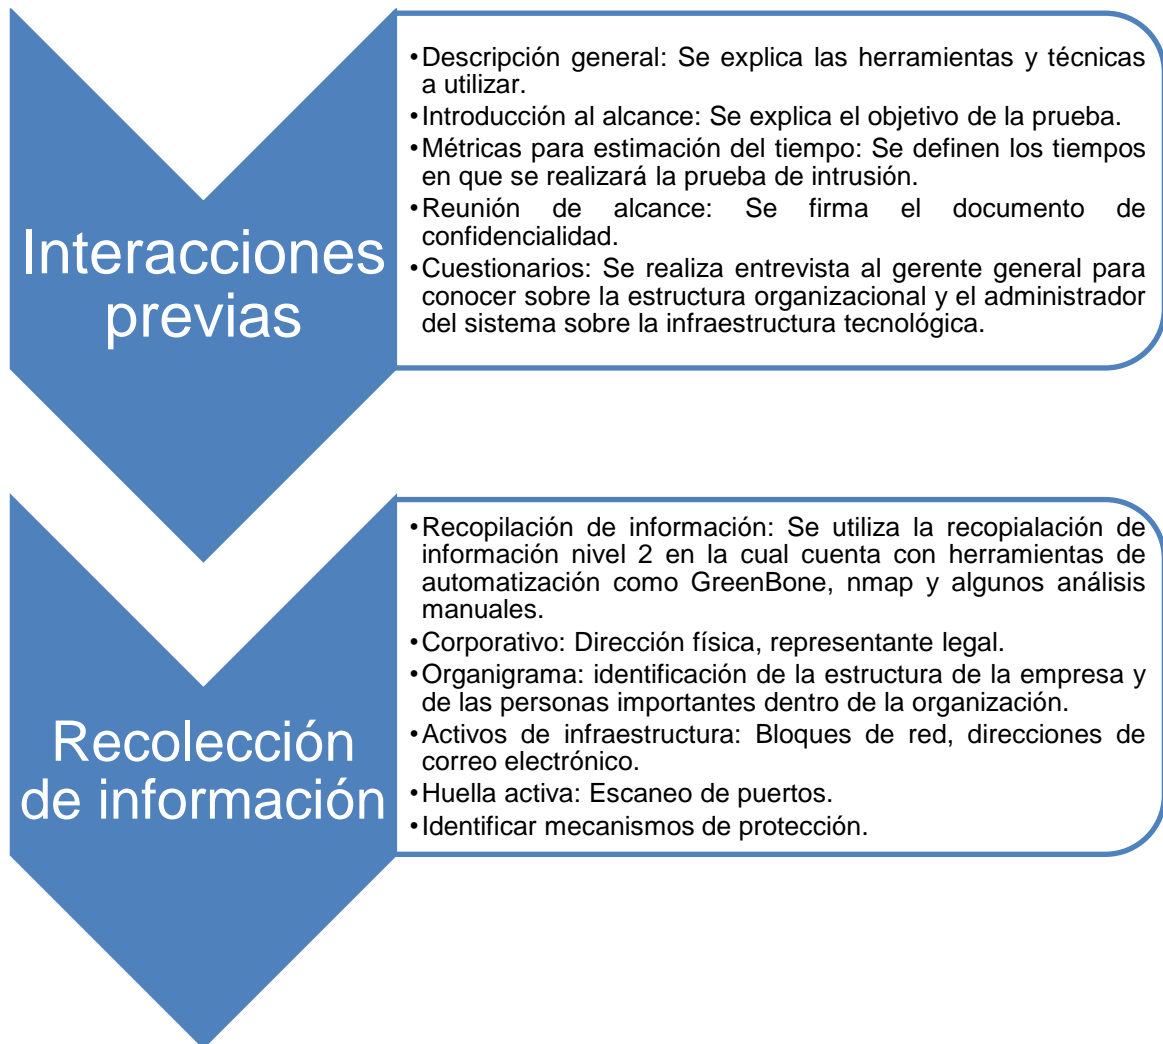 Interacciones
previas
•Descripción general: Se explica las herramientas y técnicas
a utilizar.
•Introducción al alcance: Se explica el objetivo de la prueba.
•Métricas para estimación del tiempo: Se definen los tiempos
en que se realizará la prueba de intrusión.
•Reunión de alcance: Se firma el documento de
confidencialidad.
•Cuestionarios: Se realiza entrevista al gerente general para
conocer sobre la estructura organizacional y el administrador
del sistema sobre la infraestructura tecnológica.
Recolección
de información
•Recopilación de información: Se utiliza la recopialación de
información nivel 2 en la cual cuenta con herramientas de
automatización como GreenBone, nmap y algunos análisis
manuales.
•Corporativo: Dirección física, representante legal.
•Organigrama: identificación de la estructura de la empresa y
de las personas importantes dentro de la organización.
•Activos de infraestructura: Bloques de red, direcciones de
correo electrónico.
•Huella activa: Escaneo de puertos.
•Identificar mecanismos de protección.